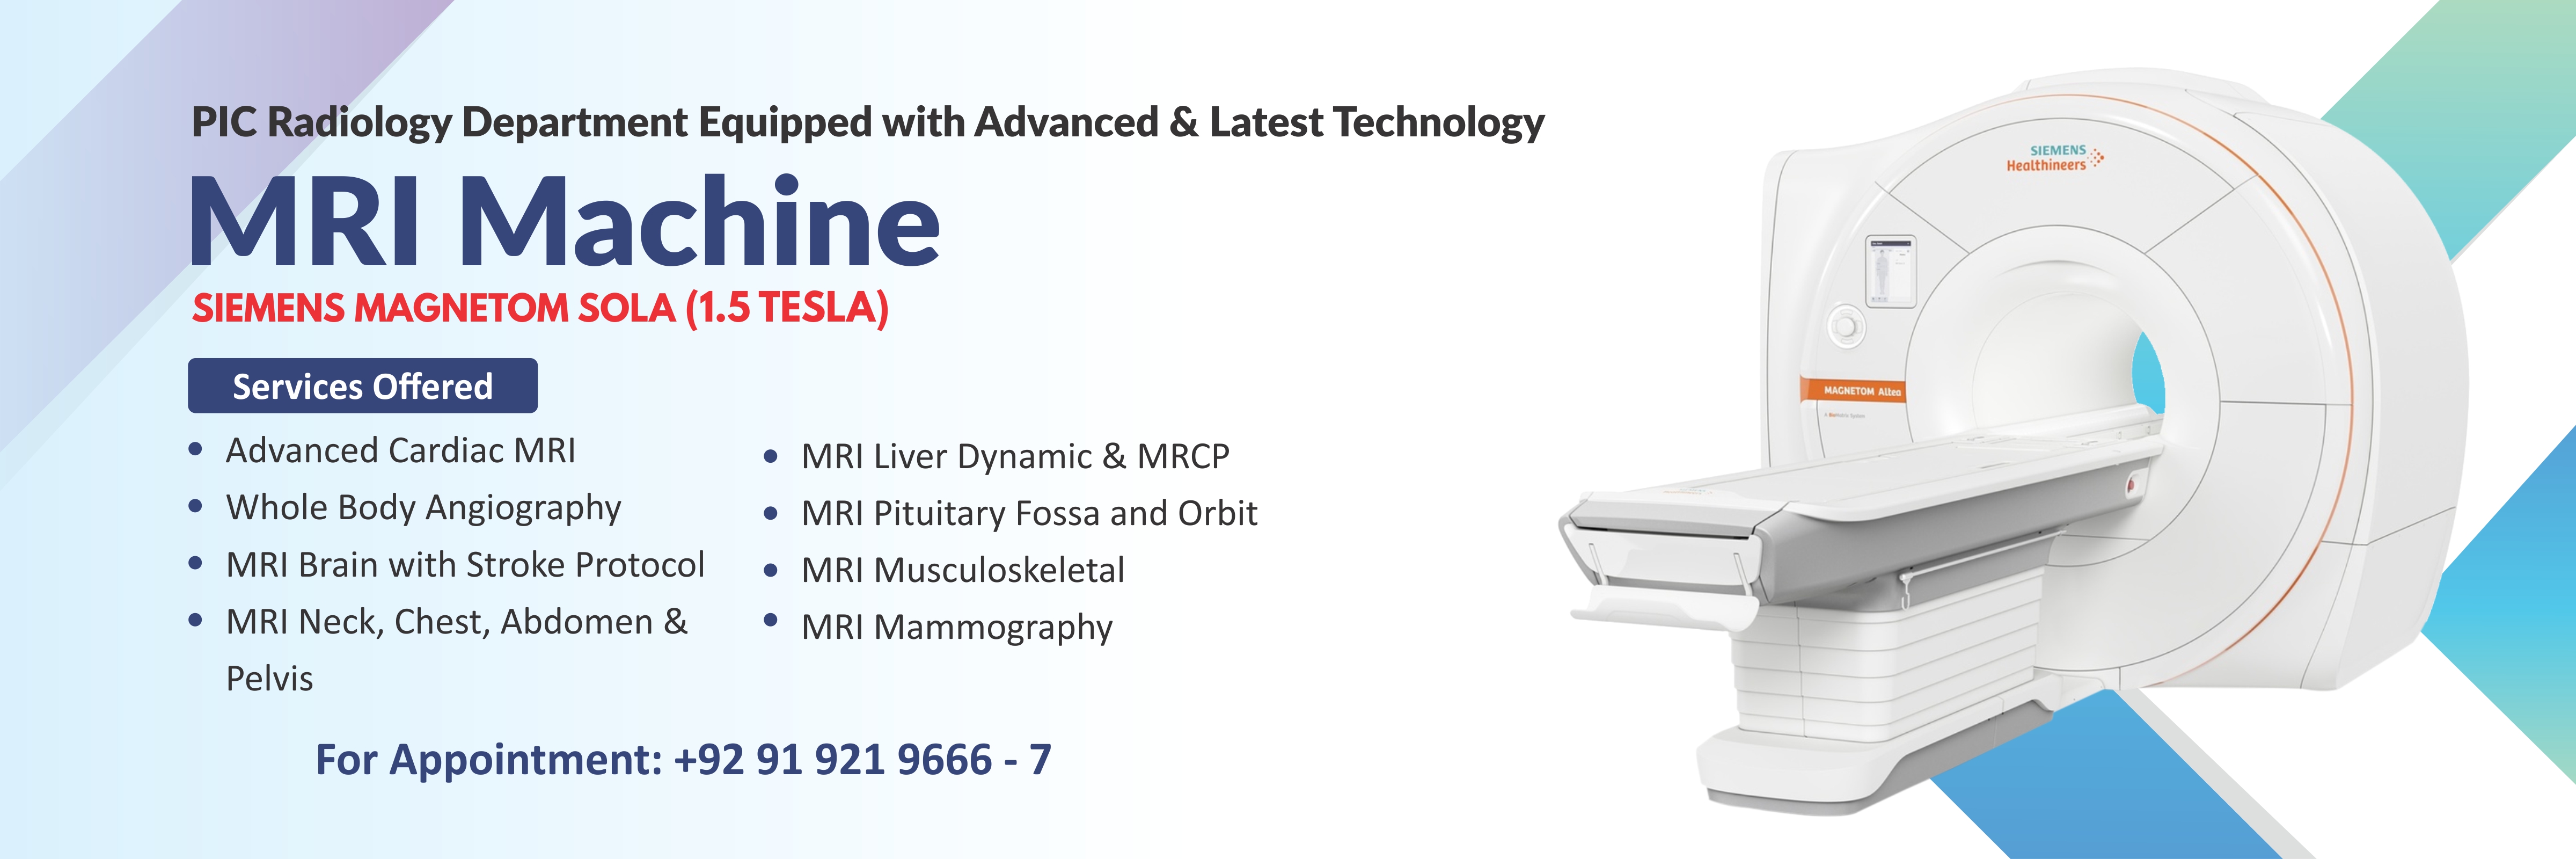 PIC Radiology Department Equipped with Advanced & Latest Technology
MRI Machine
SIEMENS MAGNETOM SOLA (1.5 TESLA)
Services Offered
Advanced Cardiac MRI
Whole Body Angiography
MRI Brain with Stroke Protocol
MRI Neck, Chest, Abdomen &
Pelvis
MRI Liver Dynamic & MRCP
MRI Pituitary Fossa and Orbit
MRI Musculoskeletal
MRI Mammography
For Appointment: +92 91 921 9666 - 7
SIEMENS
Healthineers
MAGNETOM Altea